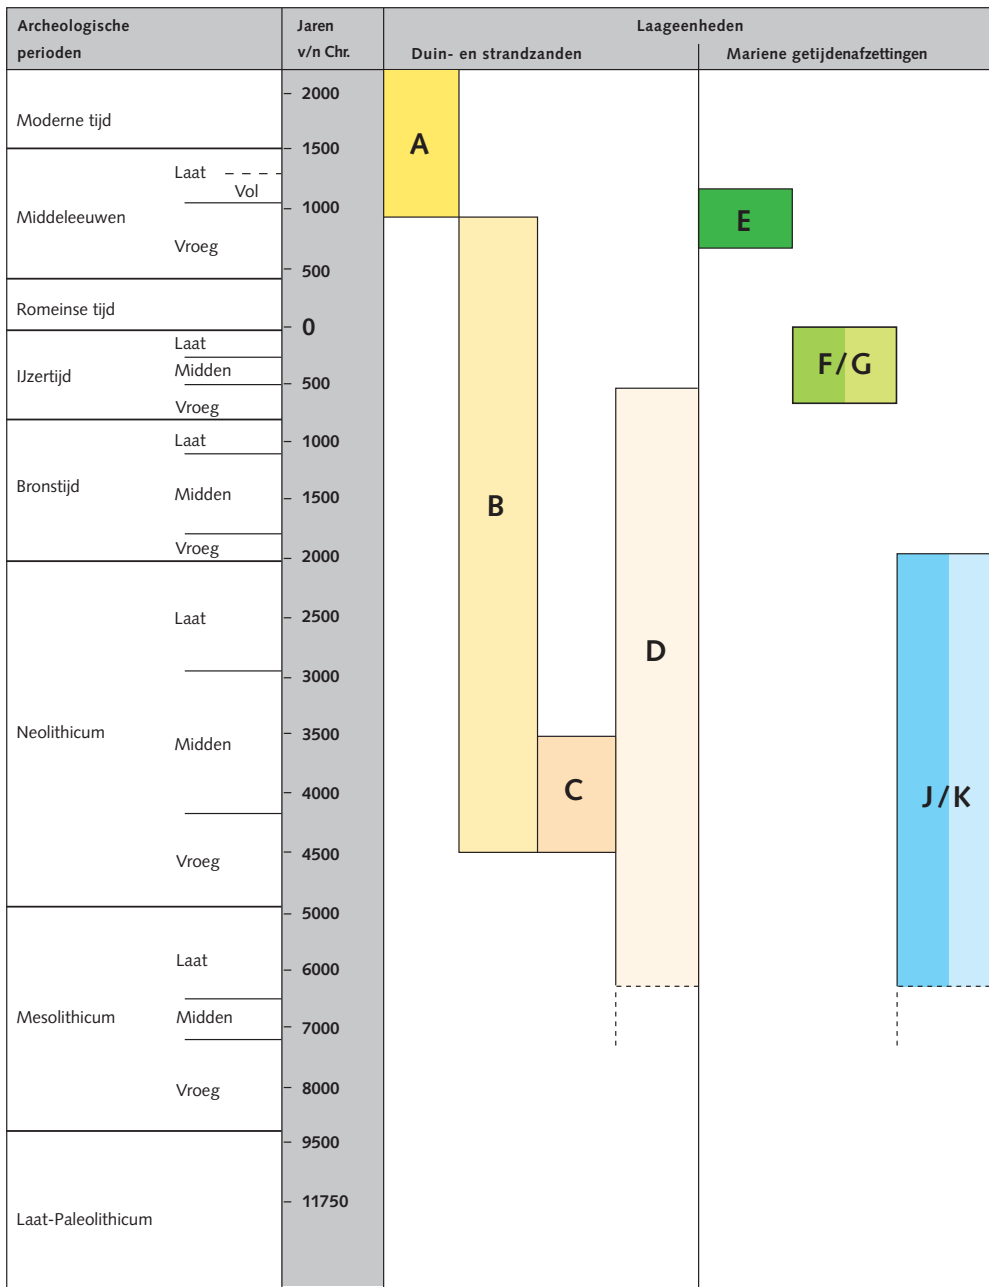 Archeologische
perioden
Jaren
v/n Chr.
Laageenheden
Duin- en strandzanden
Mariene getijdenafzettingen
Moderne tijd
Middeleeuwen
Laat
Vol
Vroeg
Romeinse tijd
IJzertijd
Laat
Midden
Vroeg
Bronstijd
Laat
Midden
Vroeg
Neolithicum
Laat
Midden
Vroeg
Mesolithicum
Laat
Midden
Vroeg
Laat-Paleolithicum
2000
1500
1000
500
0
500
1000
1500
2000
2500
3000
3500
4000
4500
5000
6000
7000
8000
9500
11750
A
B
C
D
E
F/G
J/K